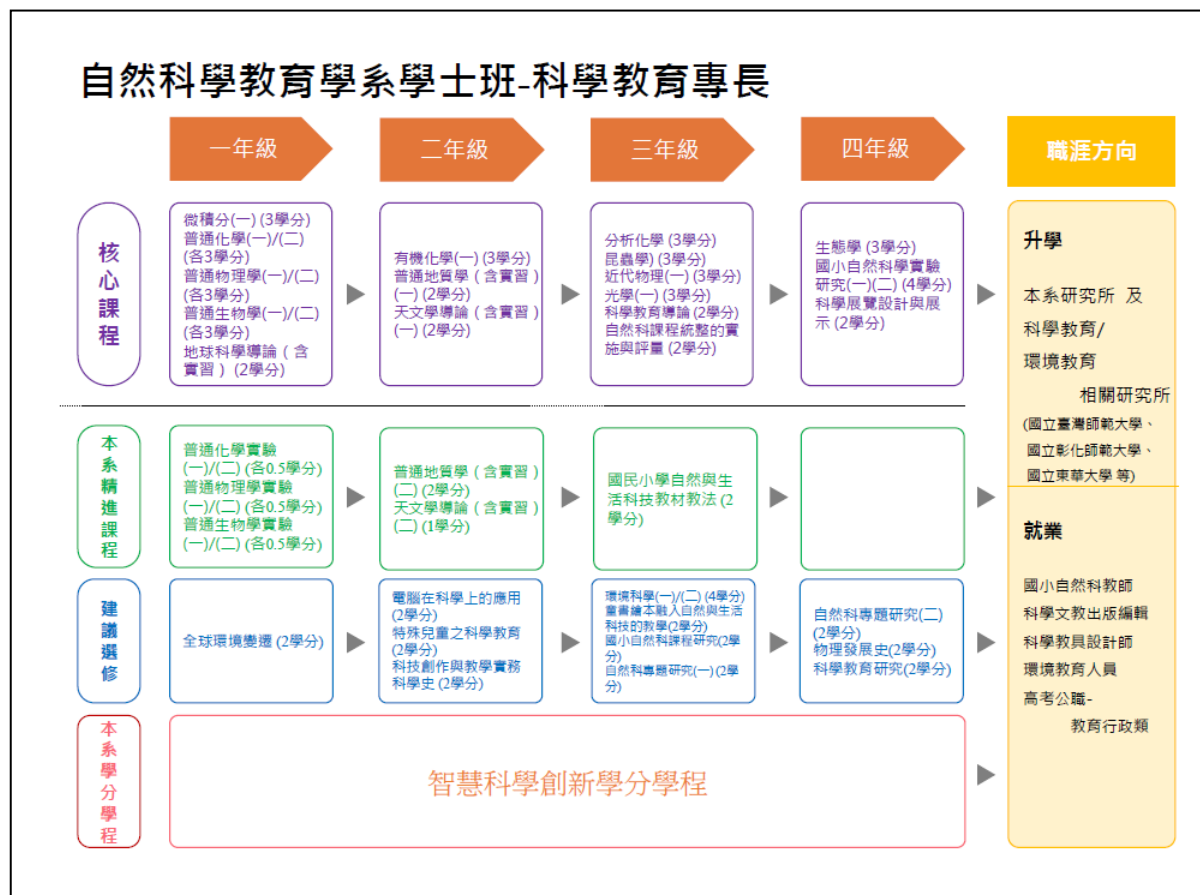 自然科學教育學系學士班-科學教育專長
一年級
二年級
三年級
四年級
職涯方向
核心課程
微積分(一) (3學分)
普通化學(一)/(二)
(各3學分)
普通物理學(一)/(二)
(各3學分)
普通生物學(一)/(二)
(各3學分)
地球科學導論（含
實習）(2學分)
有機化學(一) (3學分)
普通地質學（含實習）
(一) (2學分)
天文學導論（含實習）
(一) (2學分)
分析化學 (3學分)
昆蟲學) (3學分)
近代物理(一) (3學分)
光學(一) (3學分)
科學教育導論 (2學分)
自然科課程統整的實
施與評量 (2學分)
生態學 (3學分)
國小自然科學實驗
研究(一)(二) (4學分)
科學展覽設計與展
示 (2學分)
本系精進課程
普通化學實驗
(一)/(二) (各0.5學分)
普通物理學實驗
(一)/(二) (各0.5學分)
普通生物學實驗
(一)/(二) (各0.5學分)
普通地質學（含實習）
(二) (2學分)
天文學導論（含實習）
(二) (1學分)
國民小學自然與生
活科技教材教法 (2
學分)
建議選修
全球環境變遷 (2學分)
電腦在科學上的應用
(2學分)
特殊兒童之科學教育
(2學分)
科技創作與教學實務
科學史 (2學分)
環境科學(一)/(二) (4學分)
童書繪本融入自然與生活
科技的教學(2學分)
國小自然科課程研究(2學
分)
自然科專題研究(一) (2學
分)
自然科專題研究(二)
(2學分)
物理發展史(2學分)
科學教育研究(2學分)
本系學分學程
智慧科學創新學分學程
升學
本系研究所 及
科學教育/
環境教育
相關研究所
(國立臺灣師範大學、
國立彰化師範大學、
國立東華大學 等)
就業
國小自然科教師
科學文教出版編輯
科學教具設計師
環境教育人員
高考公職-
教育行政類